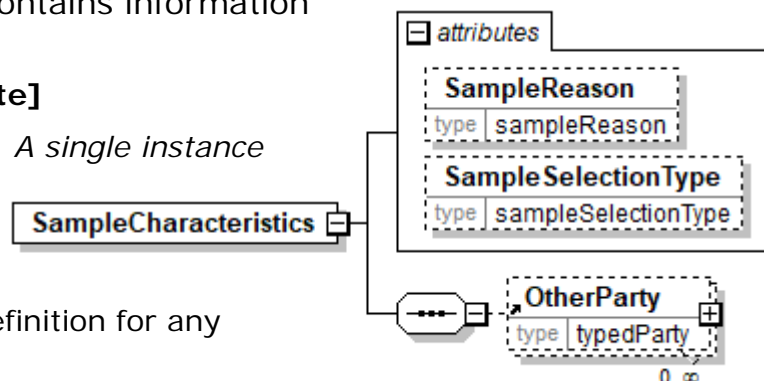 ontains information
attributes
SampleReason
type sampleReason
te]
A single instance
SampleSelectionType
type sampleSelectionType
SampleCharacteristics
OtherParty
type typedParty
efinition for any